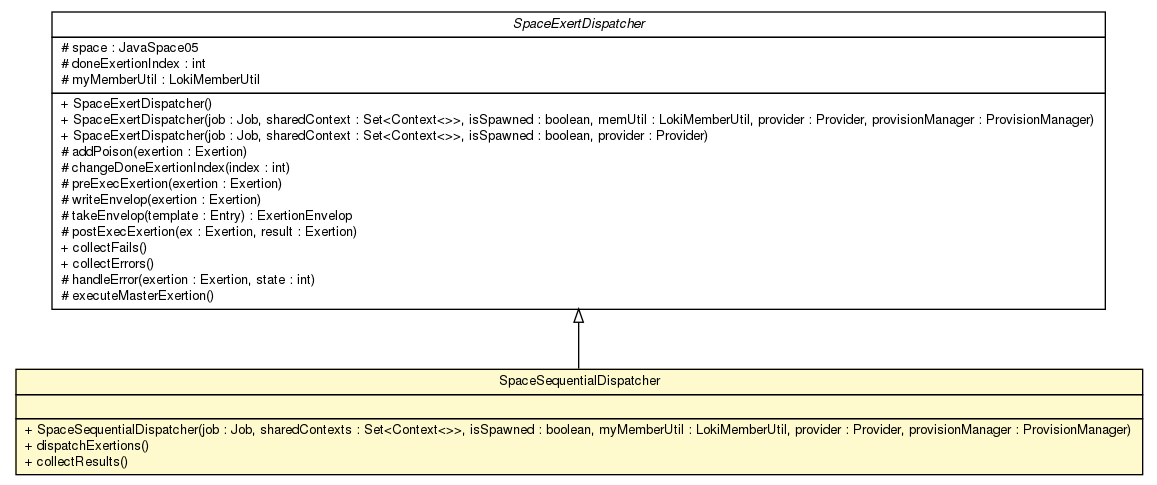 SpaceExertDispatcher
# space : JavaSpace05
# doneExertionIndex : int
# myMemberUtil : LokiMemberUtil
+ SpaceExertDispatcher()
+ SpaceExertDispatcher(job : Job, sharedContext : Set<Context<>>, isSpawned : boolean, memUtil : LokiMemberUtil, provider : Provider, provisionManager : ProvisionManager)
+ SpaceExertDispatcher(job : Job, sharedContext : Set<Context<>>, isSpawned : boolean, provider : Provider)
# addPoison(exertion : Exertion)
# changeDoneExertionIndex(index : int)
# preExecExertion(exertion : Exertion)
# writeEnvelop(exertion : Exertion)
# takeEnvelop(template : Entry) : ExertionEnvelop
# postExecExertion(ex : Exertion, result : Exertion)
+ collectFails()
+ collectErrors()
# handleError(exertion : Exertion, state : int)
# executeMasterExertion()
SpaceSequentialDispatcher
+ SpaceSequentialDispatcher(job : Job, sharedContexts : Set<Context<>>, isSpawned : boolean, myMemberUtil : LokiMemberUtil, provider : Provider, provisionManager : ProvisionManager)
+ dispatchExertions()
+ collectResults()